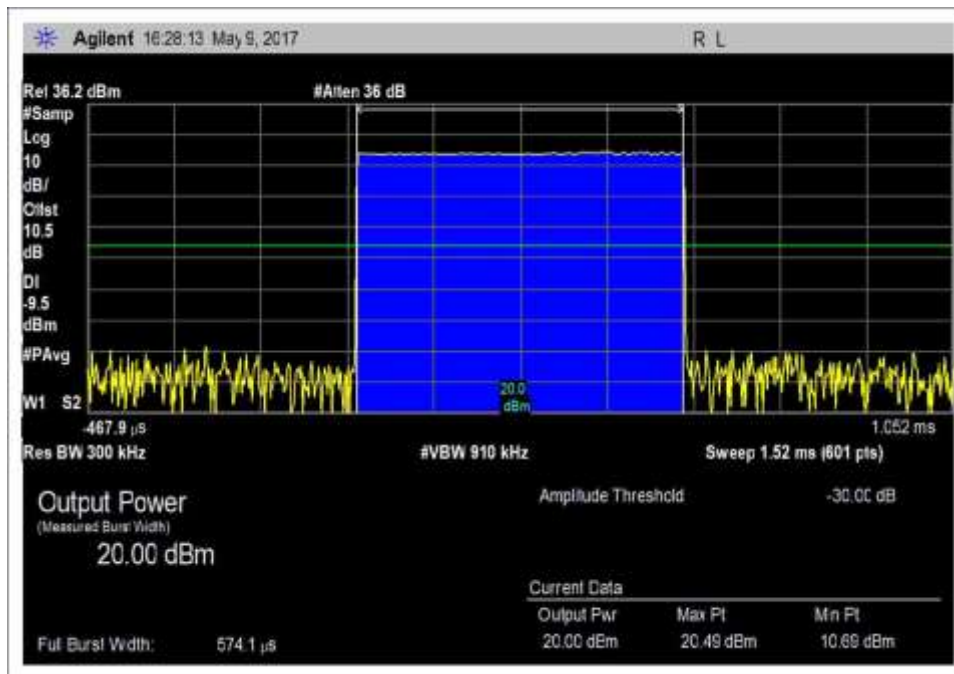 Agilent 16:28:13 May 9, 2017 R L
Ref 36.2 dBm #Atten 36 dB
#Samp
Log
10
dB/
Offst
10.5
dB
DI
-9.5
dBm
#PAvg
W1 S2
20.0
dBm
-467.9 µs 1.052 ms
Res BW 300 kHz #VBW 910 kHz Sweep 1.52 ms (601 pts)
Output Power Amplitude Threshold -30.00 dB
(Measured Burst Width)
20.00 dBm
Current Data
Output Pwr Max Pt Min Pt
Full Burst Width: 574.1 µs 20.00 dBm 20.49 dBm 10.69 dBm